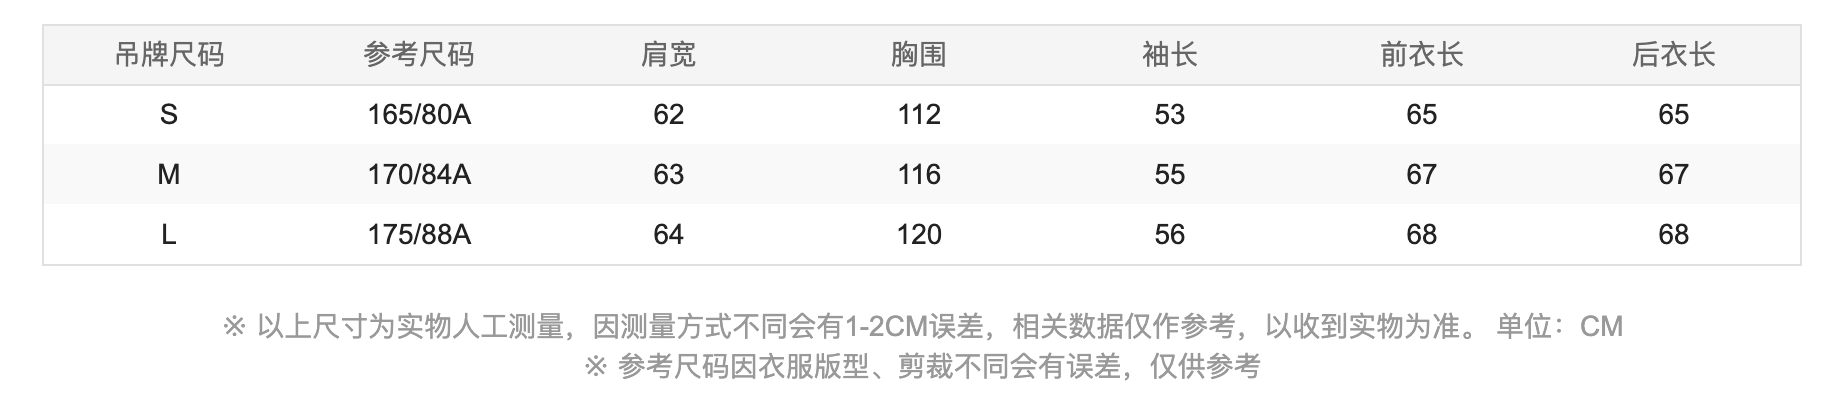 吊牌尺码 参考尺码 肩宽 胸围 袖长 前衣长 后衣长
S 165/80A 62 112 53 65 65
M 170/84A 63 116 55 67 67
L 175/88A 64 120 56 68 68
※ 以上尺寸为实物人工测量，因测量方式不同会有1-2CM误差，相关数据仅作参考，以收到实物为准。 单位：CM
※ 参考尺码因衣服版型、剪裁不同会有误差，仅供参考